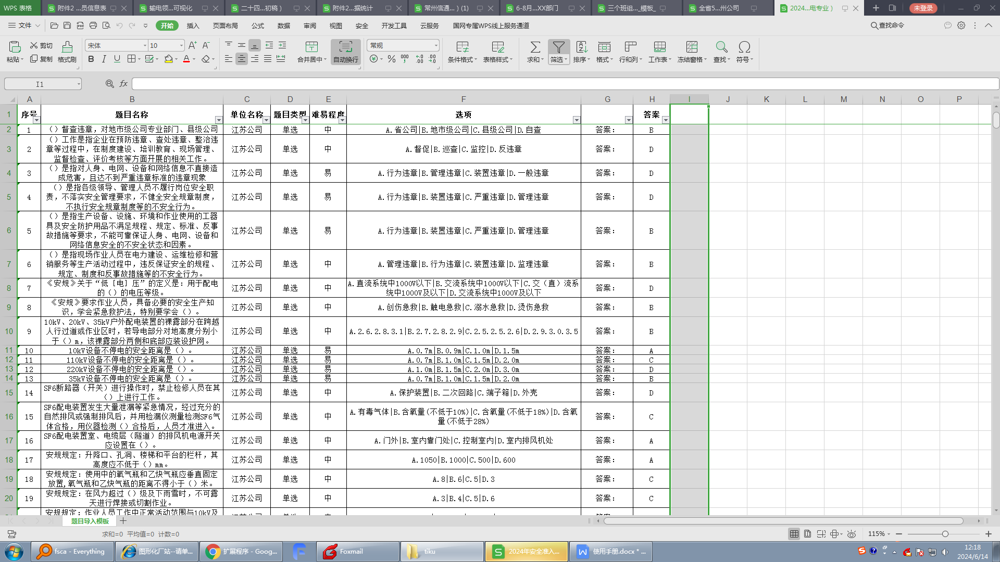 WPS 表格
附件2 ...员信息表
输电领...可视化
二十四...初稿）
附件2...据统计
常州信通...）(1)
6-8月...XX部门
三个班组..._模板_
全省5...州公司
2024...电专业）
未登录
文件
开始
插入
页面布局
公式
数据
审阅
视图
安全
开发工具
云服务
国网专属WPS线上服务通道
查找命令
粘贴
剪切
复制
格式刷
宋体
10
合并居中
自动换行
常规
条件格式
表格样式
求和
筛选
排序
格式
行和列
工作表
冻结窗格
查找
符号
I1
fx
A B C D E F G H I J K L M N O P
1 序号 题目名称 单位名称 题目类型 难易程度 选项 答案
2 1 （）督查违章，对地市级公司专业部门、县级公司 江苏公司 单选 中 A.省公司|B.地市级公司|C.县级公司|D.自查 答案： B
3 2 （）工作是指企业在预防违章、查处违章、整治违
章等过程中，在制度建设、培训教育、现场管理、
监督检查、评价考核等方面开展的相关工作。 江苏公司 单选 中 A.督促|B.巡查|C.监控|D.反违章 答案： D
4 3 （）是指对人身、电网、设备和网络信息不直接造
成危害，且达不到严重违章标准的违章现象 江苏公司 单选 易 A.行为违章|B.管理违章|C.装置违章|D.一般违章 答案： D
5 4 （）是指各级领导、管理人员不履行岗位安全职
责，不落实安全管理要求，不健全安全规章制度，
不执行安全规章制度等的不安全行为。 江苏公司 单选 易 A.行为违章|B.装置违章|C.严重违章|D.管理违章 答案： D
6 5 （）是指生产设备、设施、环境和作业使用的工器
具及安全防护用品不满足规程、规定、标准、反事
故措施等要求，不能可靠保证人身、电网、设备和
网络信息安全的不安全状态和因素。 江苏公司 单选 易 A.行为违章|B.装置违章|C.严重违章|D.管理违章 答案： B
7 6 （）是指现场作业人员在电力建设、运维检修和营
销服务等生产活动过程中，违反保证安全的规程、
规定、制度和反事故措施等的不安全行为。 江苏公司 单选 中 A.管理违章|B.行为违章|C.装置违章|D.监理违章 答案： B
8 7 《安规》关于“低［电］压”的定义是：用于配电
的（）的电压等级。 江苏公司 单选 中 A.直流系统中1000V以下|B.交流系统中1000V以下|C.交（直）流系
统中1000V及以下|D.交流系统中1000V及以下 答案： D
9 8 《安规》要求作业人员，具备必要的安全生产知
识，学会紧急救护法，特别要学会（）。 江苏公司 单选 中 A.创伤急救|B.触电急救|C.溺水急救|D.烫伤急救 答案： B
10 9 10kV、20kV、35kV户外配电装置的裸露部分在跨越
人行过道或作业区时，若导电部分对地高度分别小
于（）m，该裸露部分两侧和底部应装设护网。 江苏公司 单选 中 A.2.6.2.8.3.1|B.2.7.2.8.2.9|C.2.5.2.5.2.6|D.2.9.3.0.3.5 答案： B
11 10 10kV设备不停电的安全距离是（）。 江苏公司 单选 易 A.0.7m|B.0.9m|C.1.0m|D.1.5m 答案： A
12 11 110kV设备不停电的安全距离是（）。 江苏公司 单选 易 A.0.7m|B.1.0m|C.1.5m|D.2.0m 答案： C
13 12 220kV设备不停电的安全距离是（）。 江苏公司 单选 易 A.1.0m|B.1.5m|C.2.0m|D.3.0m 答案： D
14 13 35kV设备不停电的安全距离是（）。 江苏公司 单选 易 A.0.7m|B.1.0m|C.1.5m|D.2.0m 答案： B
15 14 SF6断路器（开关）进行操作时，禁止检修人员在其
（）上进行工作。 江苏公司 单选 中 A.保护装置|B.二次回路|C.端子箱|D.外壳 答案： D
16 15 SF6配电装置发生大量泄漏等紧急情况，经过充分的
自然排风或强制排风后，并用检漏仪测量检测SF6气
体合格，用仪器检测（）合格后，人员才准进入。 江苏公司 单选 中 A.有毒气体|B.含氧量(不低于10%)|C.含氧量(不低于18%)|D.含氧
量(不低于28%) 答案： C
17 16 SF6配电装置室、电缆层（隧道）的排风机电源开关
应设置在（）。 江苏公司 单选 中 A.门外|B.室内靠门处|C.控制室内|D.室内排风机处 答案： A
18 17 安规规定：升降口、孔洞、楼梯和平台的栏杆，其
高度应不低于（）mm。 江苏公司 单选 中 A.1050|B.1000|C.500|D.600 答案： A
19 18 安规规定：使用中的氧气瓶和乙炔气瓶应垂直固定
放置,氧气瓶和乙炔气瓶的距离不得小于（）米。 江苏公司 单选 中 A.8|B.6|C.5|D.3 答案： C
20 19 安规规定：在风力超过（）级及下雨雪时，不可露
天进行焊接或切割作业。 江苏公司 单选 中 A.3|B.4|C.5|D.6 答案： C
安规规定：作业人员工作中正常活动范围与10kV及
题目导入模板
求和=0 平均值=0 计数=0
115%
fsca - Everything
图形化厂站--请单...
扩展程序 - Goog...
Foxmail
tiku
2024年安全准入...
使用手册.docx * ...
12:18
2024/6/14